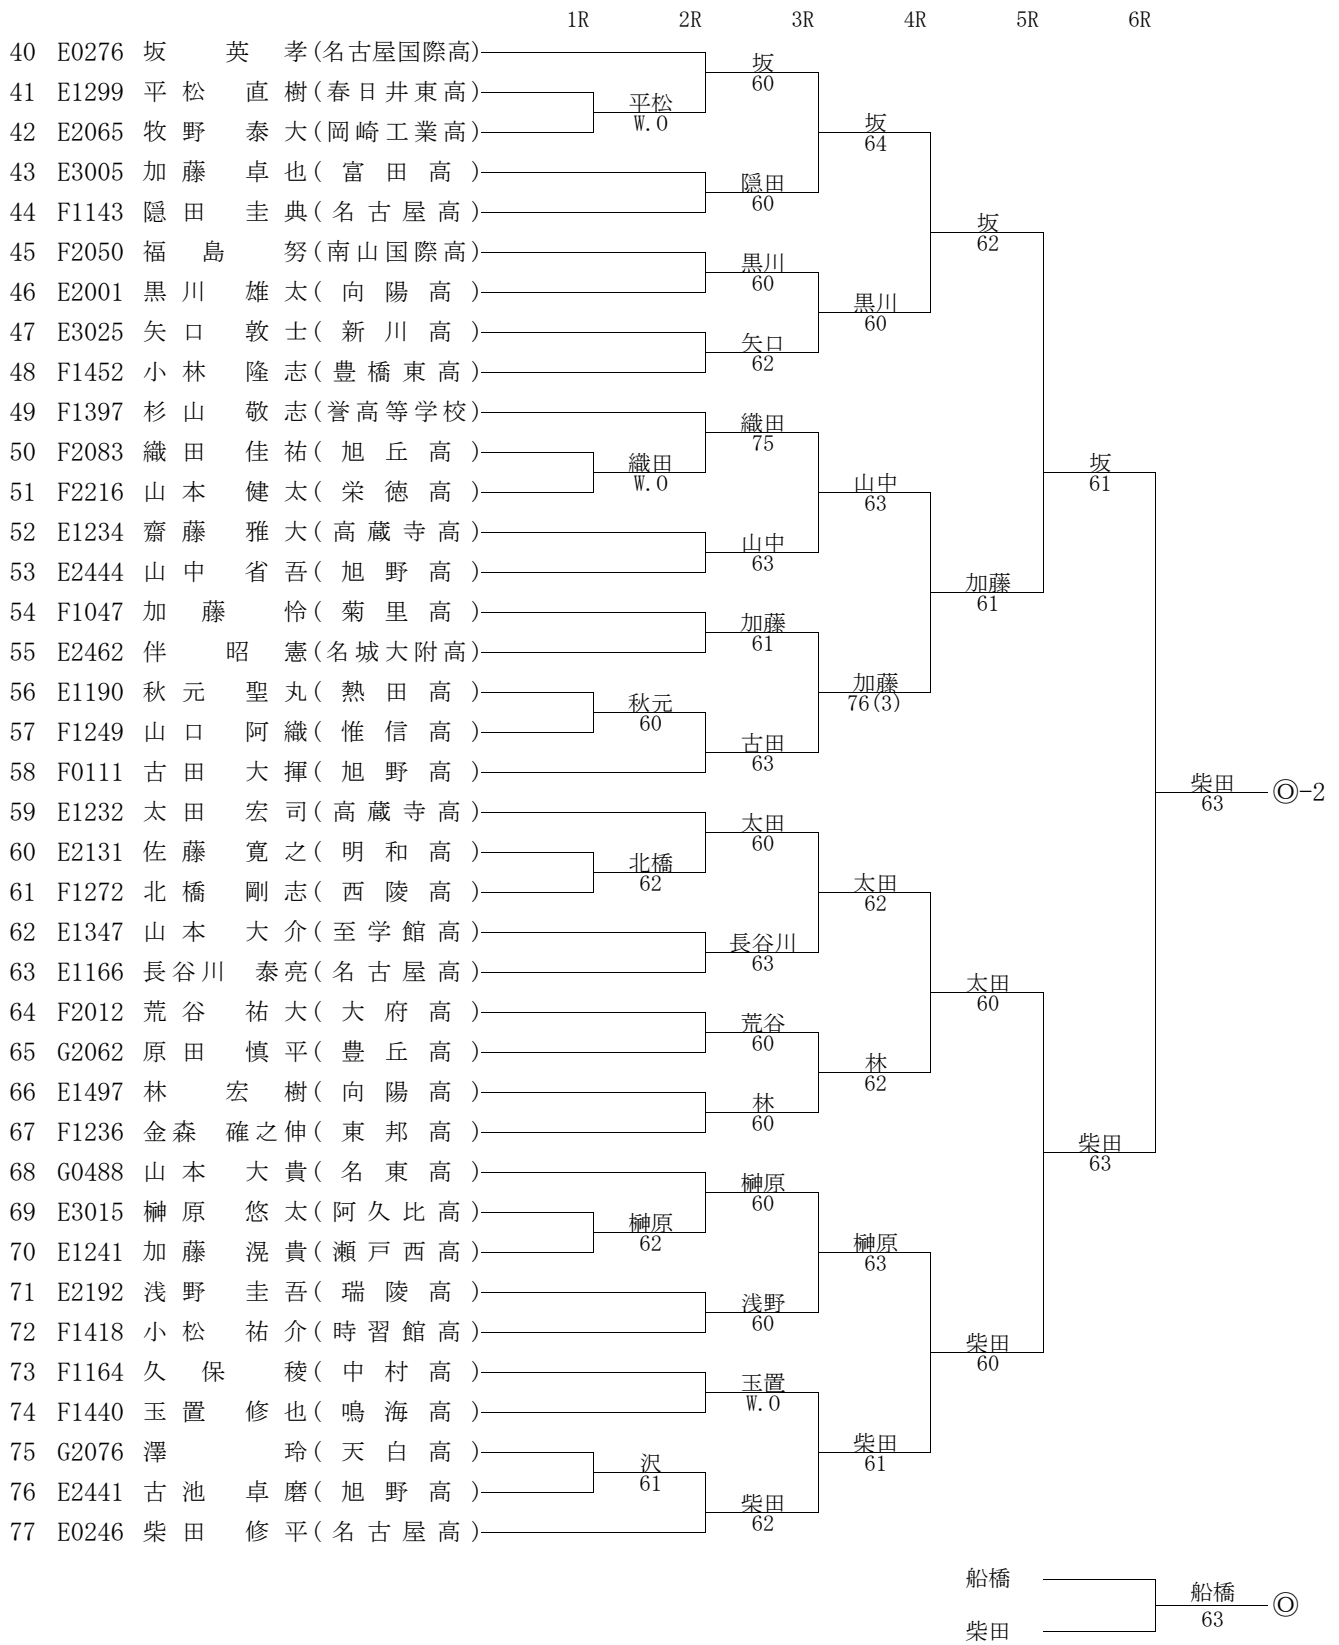 1R 2R 3R 4R 5R 6R
40 E0276 坂 英 孝(名古屋国際高)
坂
60
41 E1299 平 松 直 樹(春日井東高)
平松
W.O
42 E2065 牧 野 泰 大(岡崎工業高)
坂
64
43 E3005 加 藤 卓 也( 富 田 高 )
隠田
60
44 F1143 隠 田 圭 典( 名 古 屋 高 )
坂
62
45 F2050 福 島 努(南山国際高)
黒川
60
46 E2001 黒 川 雄 太( 向 陽 高 )
黒川
60
47 E3025 矢 口 敦 士( 新 川 高 )
矢口
62
48 F1452 小 林 隆 志( 豊 橋 東 高 )
49 F1397 杉 山 敬 志(誉高等学校)
織田
75
50 F2083 織 田 佳 祐( 旭 丘 高 )
織田
W.O
坂
61
51 F2216 山 本 健 太( 栄 徳 高 )
山中
63
52 E1234 齋 藤 雅 大( 高 蔵 寺 高 )
山中
63
53 E2444 山 中 省 吾( 旭 野 高 )
加藤
61
54 F1047 加 藤 怜( 菊 里 高 )
加藤
61
55 E2462 伴 昭 憲(名城大附高)
56 E1190 秋 元 聖 丸( 熱 田 高 )
秋元
60
加藤
76(3)
57 F1249 山 口 阿 織( 惟 信 高 )
古田
63
58 F0111 古 田 大 揮( 旭 野 高 )
柴田
63
◎-2
59 E1232 太 田 宏 司( 高 蔵 寺 高 )
太田
60
60 E2131 佐 藤 寛 之( 明 和 高 )
北橋
62
61 F1272 北 橋 剛 志( 西 陵 高 )
太田
62
62 E1347 山 本 大 介( 至 学 館 高 )
長谷川
63
63 E1166 長谷川 泰亮( 名 古 屋 高 )
太田
60
64 F2012 荒 谷 祐 大( 大 府 高 )
荒谷
60
65 G2062 原 田 慎 平( 豊 丘 高 )
林
62
66 E1497 林 宏 樹( 向 陽 高 )
林
60
67 F1236 金森 確之伸( 東 邦 高 )
柴田
63
68 G0488 山 本 大 貴( 名 東 高 )
榊原
60
69 E3015 榊 原 悠 太( 阿 久 比 高 )
榊原
62
70 E1241 加 藤 滉 貴( 瀬 戸 西 高 )
榊原
63
71 E2192 浅 野 圭 吾( 瑞 陵 高 )
浅野
60
72 F1418 小 松 祐 介( 時 習 館 高 )
柴田
60
73 F1164 久 保 稜( 中 村 高 )
玉置
W.O
74 F1440 玉 置 修 也( 鳴 海 高 )
柴田
61
75 G2076 澤 玲( 天 白 高 )
沢
61
76 E2441 古 池 卓 磨( 旭 野 高 )
柴田
62
77 E0246 柴 田 修 平( 名 古 屋 高 )
船橋
船橋
63
◎
柴田